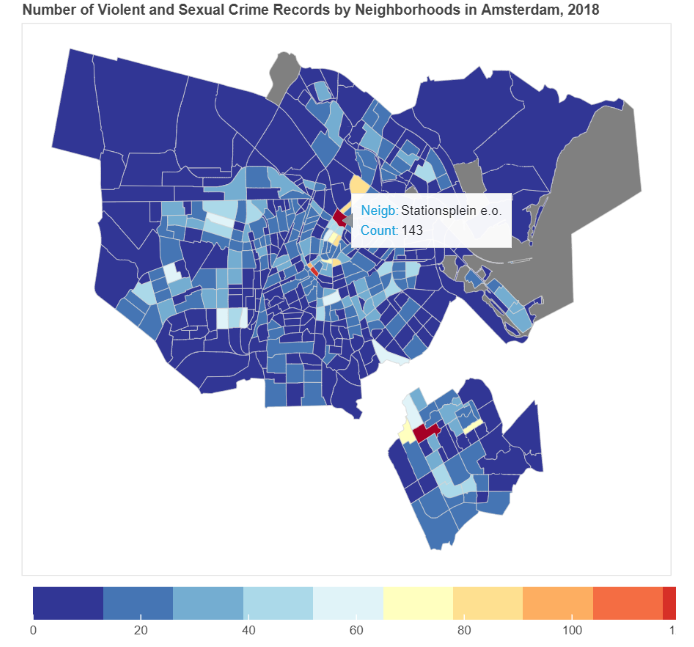 Number of Violent and Sexual Crime Records by Neighborhoods in Amsterdam, 2018
Neigb: Stationsplein e.o.
Count: 143
0 20 40 60 80 100 1